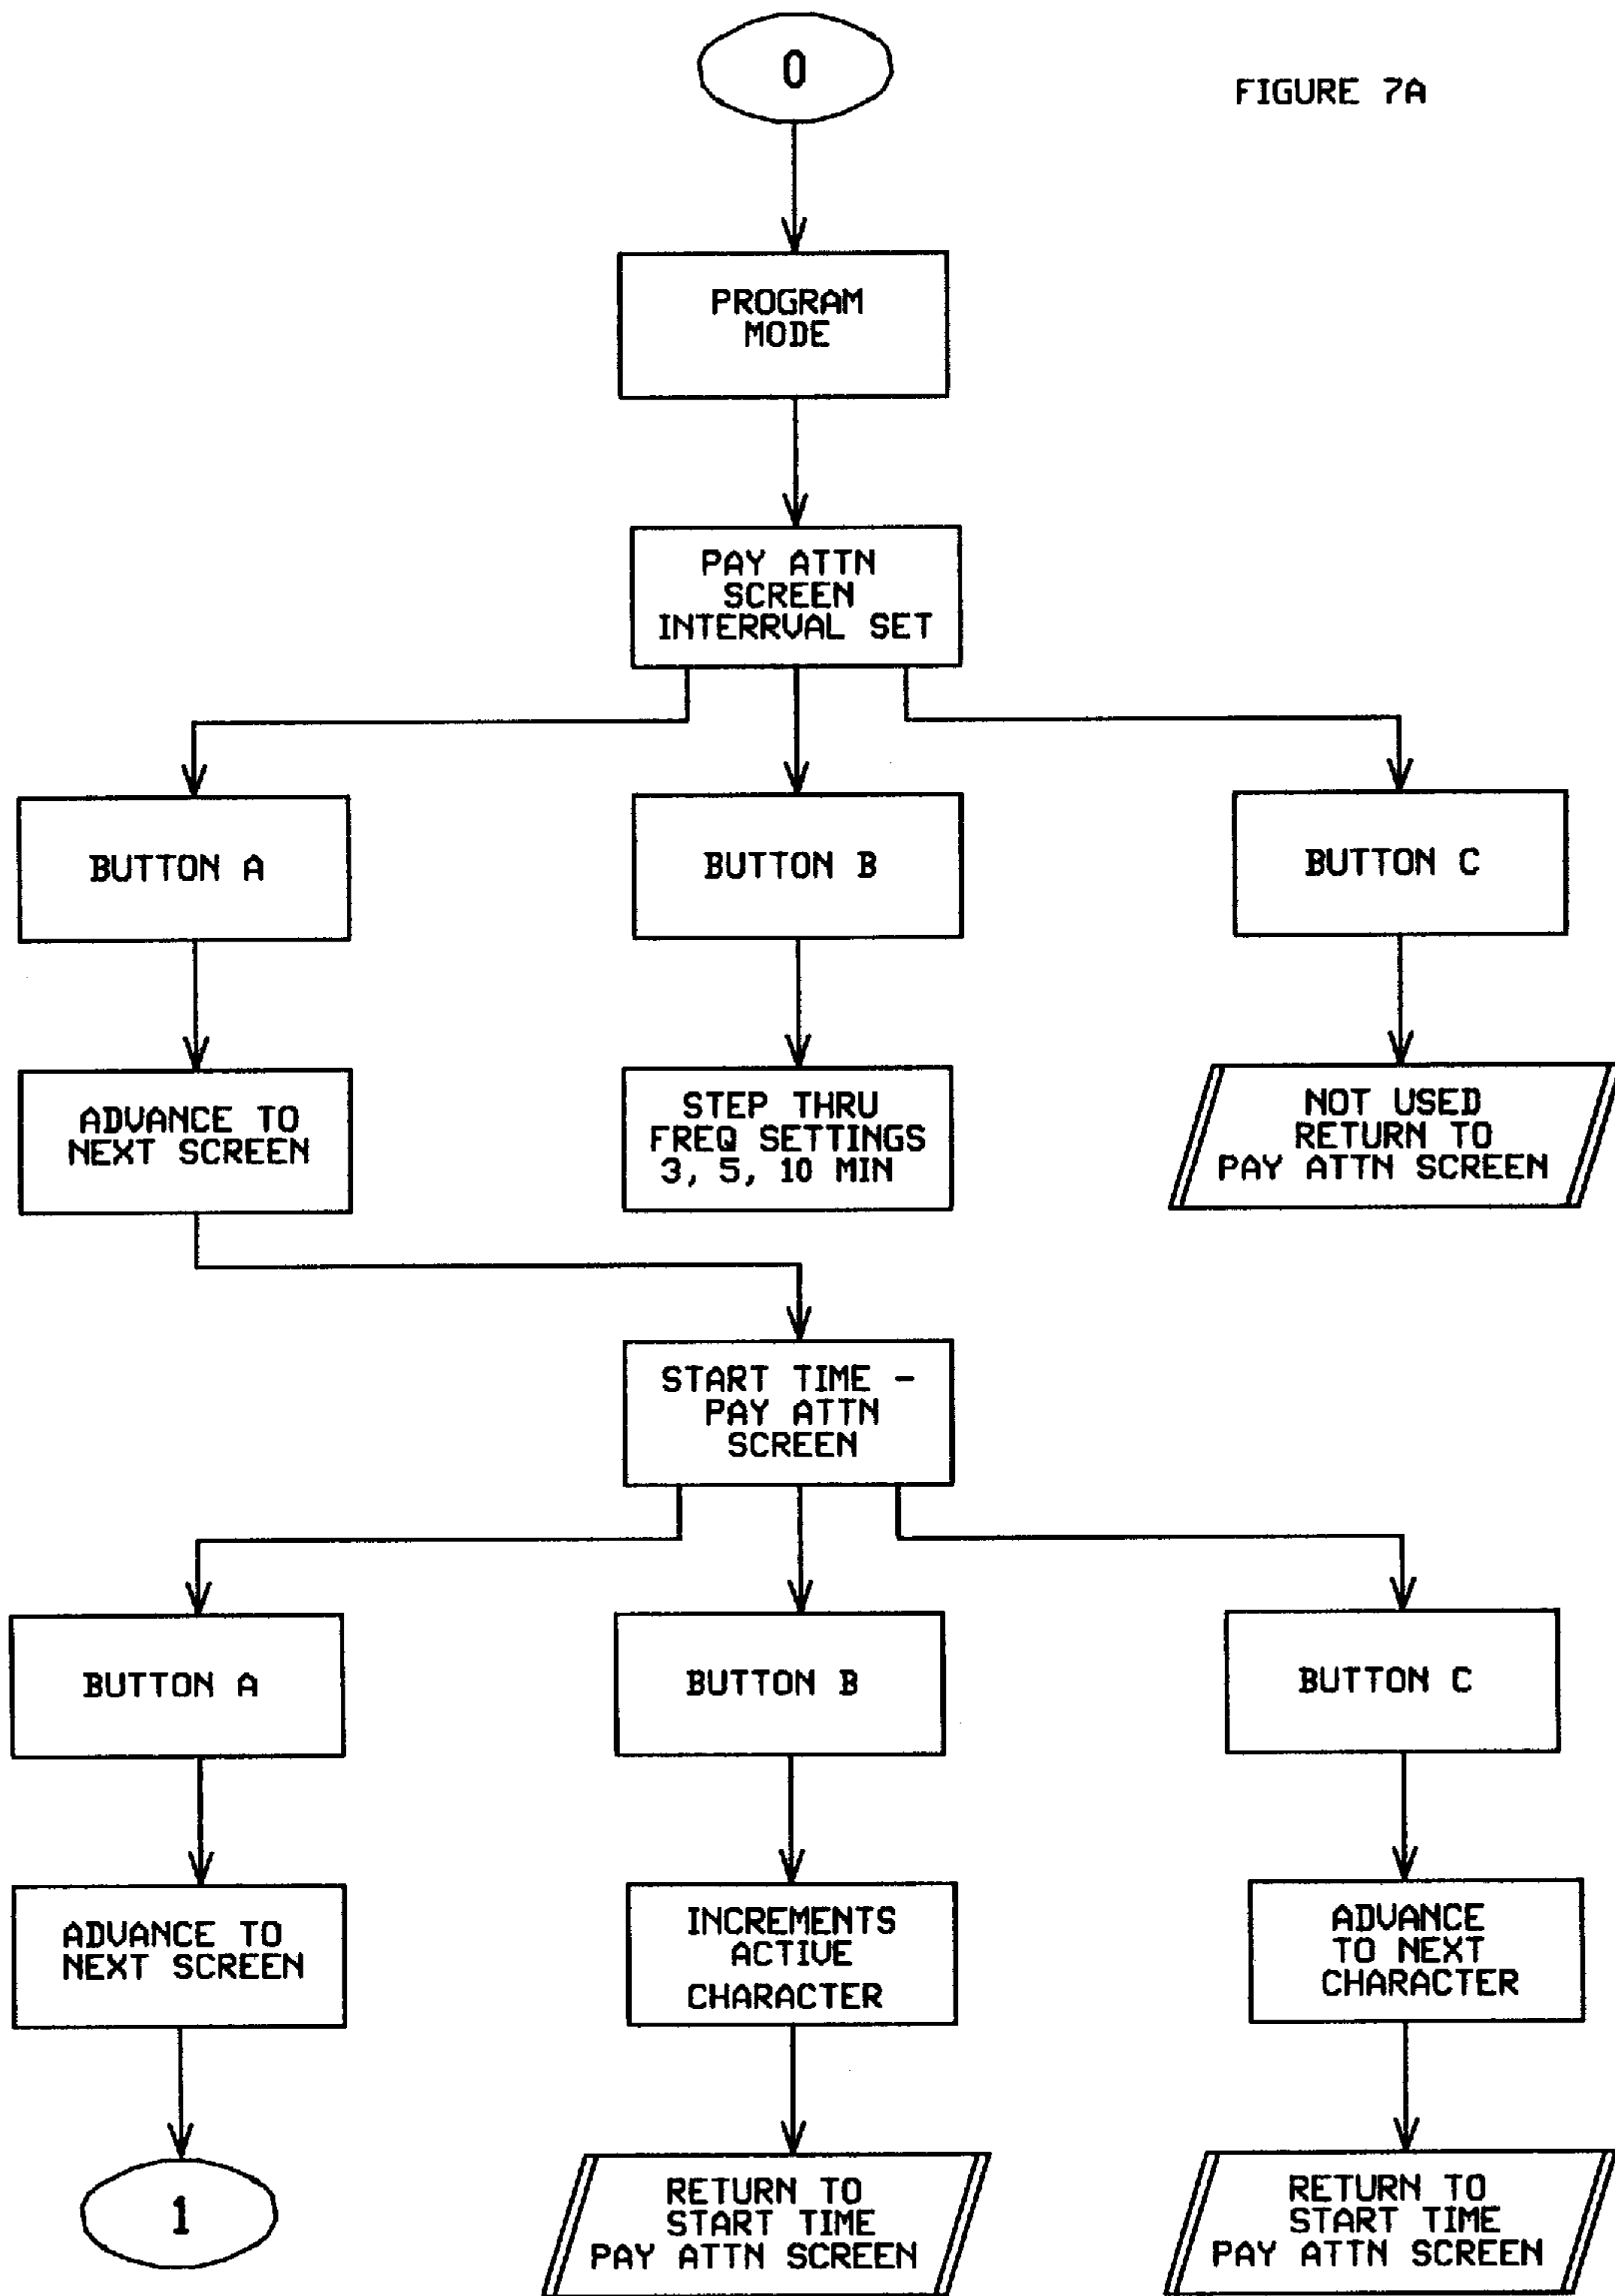 0
FIGURE 7A
PROGRAM
MODE
PAY ATTN
SCREEN
INTERRVAL SET
BUTTON A
BUTTON B
BUTTON C
ADVANCE TO
NEXT SCREEN
STEP THRU
FREQ SETTINGS
3, 5, 10 MIN
NOT USED
RETURN TO
PAY ATTN SCREEN
START TIME -
PAY ATTN
SCREEN
BUTTON A
BUTTON B
BUTTON C
ADVANCE TO
NEXT SCREEN
INCREMENTS
ACTIVE
CHARACTER
ADVANCE
TO NEXT
CHARACTER
1
RETURN TO
START TIME
PAY ATTN SCREEN
RETURN TO
START TIME
PAY ATTN SCREEN